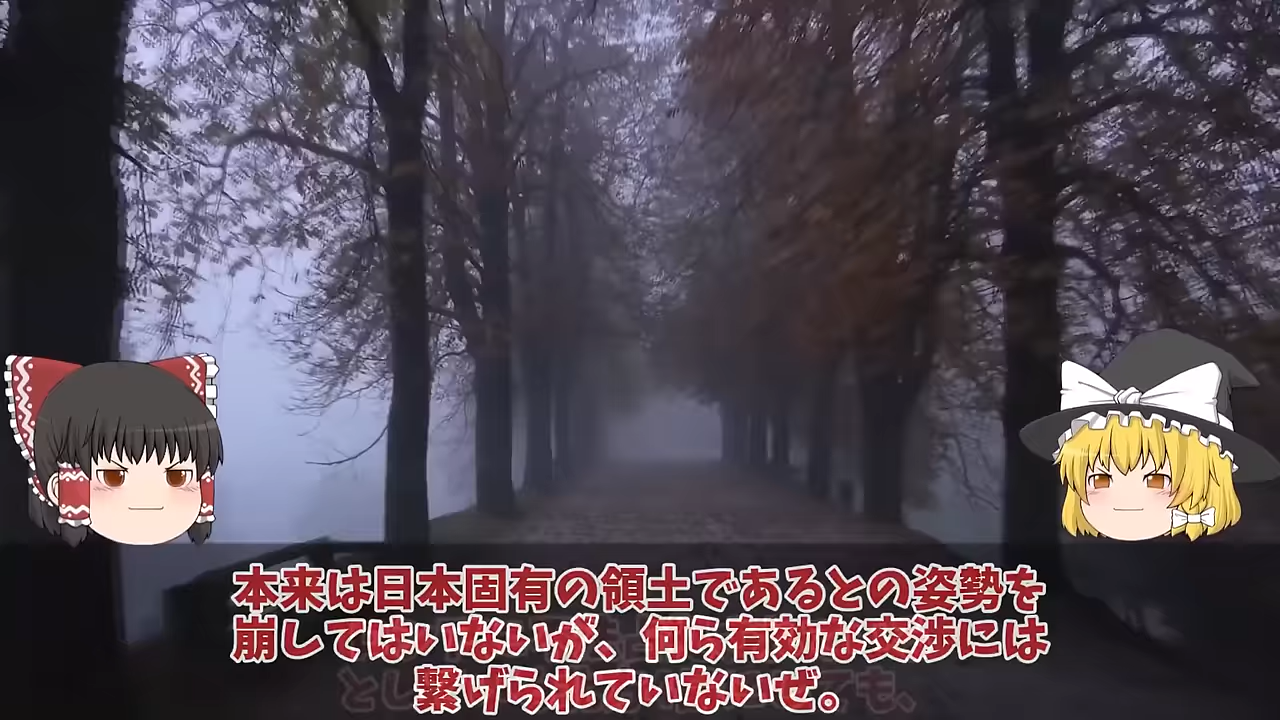 本来は日本固有の領土であるとの姿勢を
崩してはいないが、何ら有効な交渉には
繋げられていないぜ。